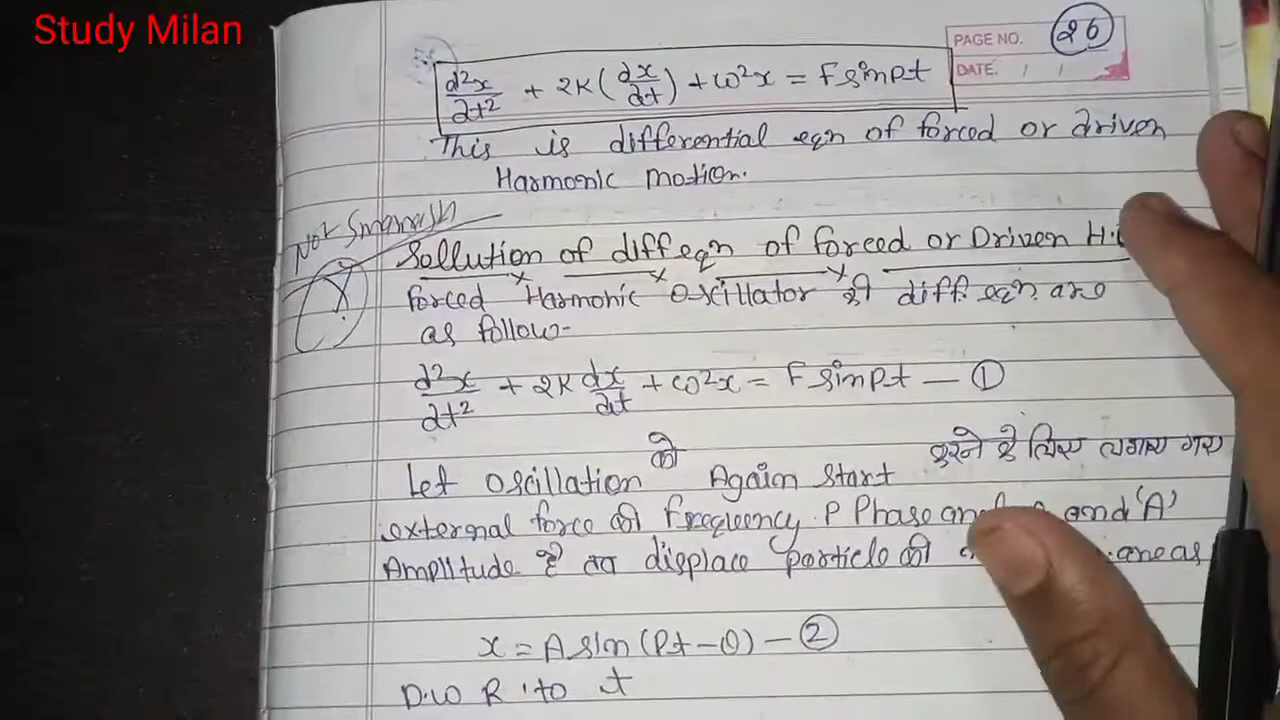 Study Milan
PAGE NO. 26
DATE: / /
d²x/dt² + 2K(dx/dt) + ω²x = F sinpt
This is differential eqn of forced or driven
Harmonic motion.
Not
Sollution of diff eqn of forced or Driven H.
forced Harmonic Oscillator की diff. eqn. are
as follow-
d²x/dt² + 2K dx/dt + ω²x = F sinpt — ①
Let Oscillation को Again start करने के लिए लगाए गए
external force की frequency P Phase and 'A'
Amplitude है तब displace particle की
x = A sin (Pt – θ) – ②
D.W R. to t